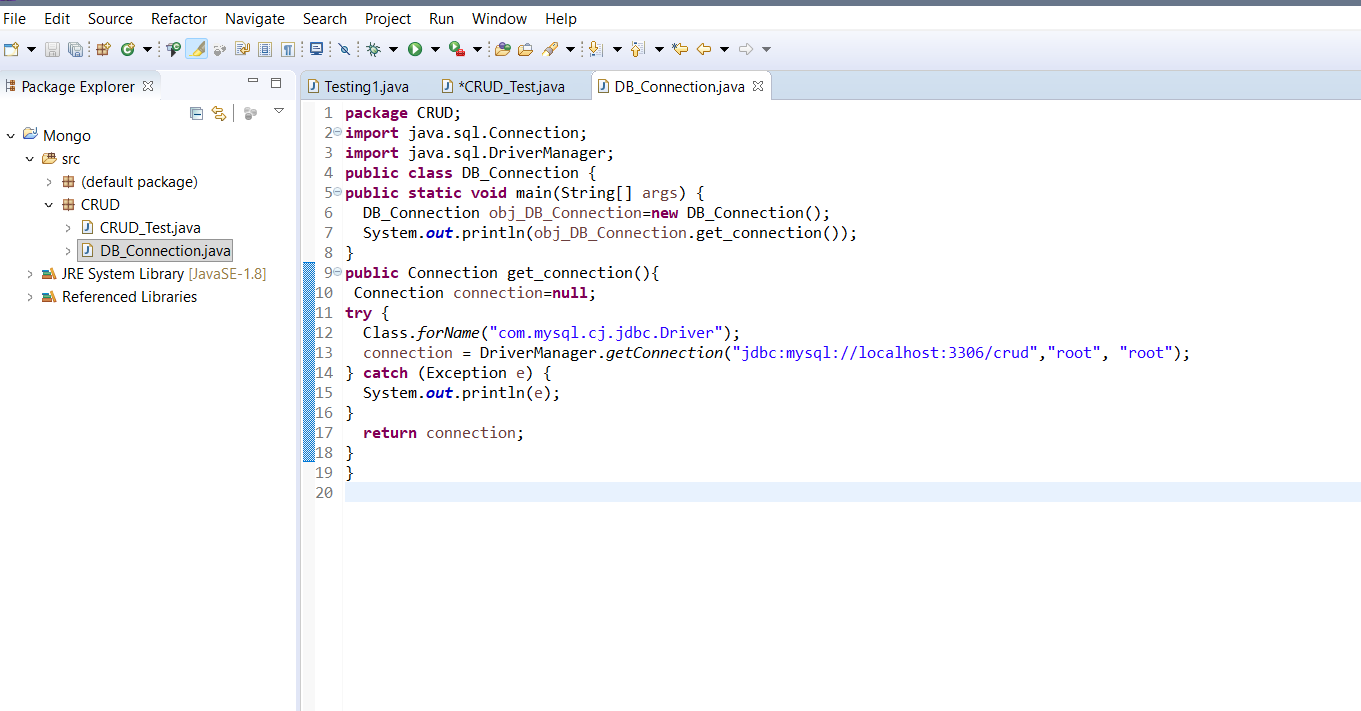 File Edit Source Refactor Navigate Search Project Run Window Help
Package Explorer
Mongo
src
(default package)
CRUD
CRUD_Test.java
DB_Connection.java
JRE System Library [JavaSE-1.8]
Referenced Libraries
Testing1.java *CRUD_Test.java DB_Connection.java
1 package CRUD;
2 import java.sql.Connection;
3 import java.sql.DriverManager;
4 public class DB_Connection {
5 public static void main(String[] args) {
6 DB_Connection obj_DB_Connection=new DB_Connection();
7 System.out.println(obj_DB_Connection.get_connection());
8 }
9 public Connection get_connection(){
10 Connection connection=null;
11 try {
12 Class.forName("com.mysql.cj.jdbc.Driver");
13 connection = DriverManager.getConnection("jdbc:mysql://localhost:3306/crud","root", "root");
14 } catch (Exception e) {
15 System.out.println(e);
16 }
17 return connection;
18 }
19 }
20